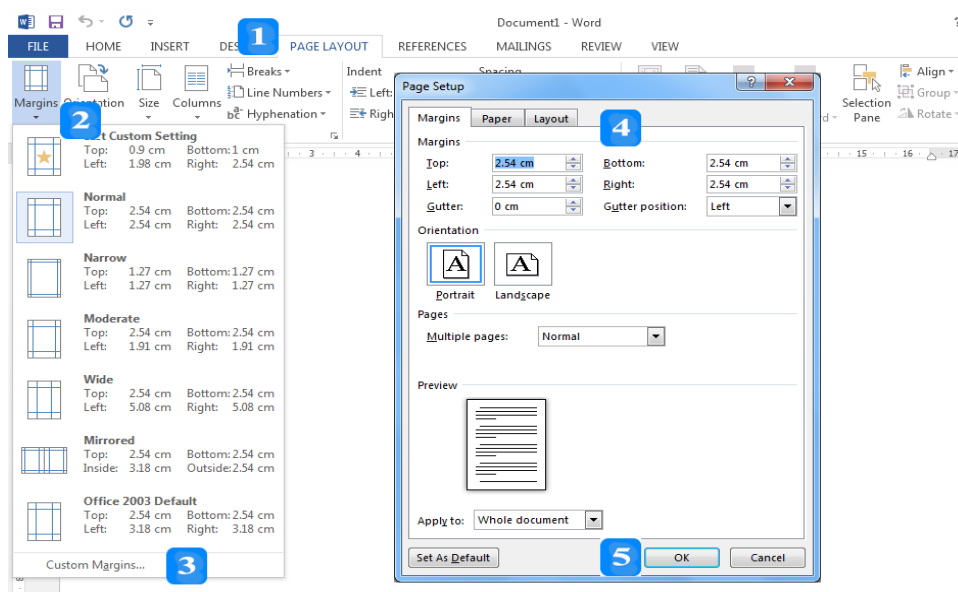 Document1 - Word
?
FILE HOME INSERT PAGE LAYOUT REFERENCES MAILINGS REVIEW VIEW
1
Margins
Size
Columns
Breaks
Line Numbers
Hyphenation
Indent
Left:
Spacing
Selection
Pane
Align
Group
Rotate
2
Custom Setting
Top: 0.9 cm Bottom: 1 cm
Left: 1.98 cm Right: 2.54 cm
Normal
Top: 2.54 cm Bottom: 2.54 cm
Left: 2.54 cm Right: 2.54 cm
Narrow
Top: 1.27 cm Bottom: 1.27 cm
Left: 1.27 cm Right: 1.27 cm
Moderate
Top: 2.54 cm Bottom: 2.54 cm
Left: 1.91 cm Right: 1.91 cm
Wide
Top: 2.54 cm Bottom: 2.54 cm
Left: 5.08 cm Right: 5.08 cm
Mirrored
Top: 2.54 cm Bottom: 2.54 cm
Inside: 3.18 cm Outside: 2.54 cm
Office 2003 Default
Top: 2.54 cm Bottom: 2.54 cm
Left: 3.18 cm Right: 3.18 cm
Custom Margins...
3
3 4 15 16 17
Page Setup
Margins Paper Layout
4
Margins
Top: 2.54 cm Bottom: 2.54 cm
Left: 2.54 cm Right: 2.54 cm
Gutter: 0 cm Gutter position: Left
Orientation
A A
Portrait Landscape
Pages
Multiple pages: Normal
Preview
Apply to: Whole document
Set As Default 5 OK Cancel